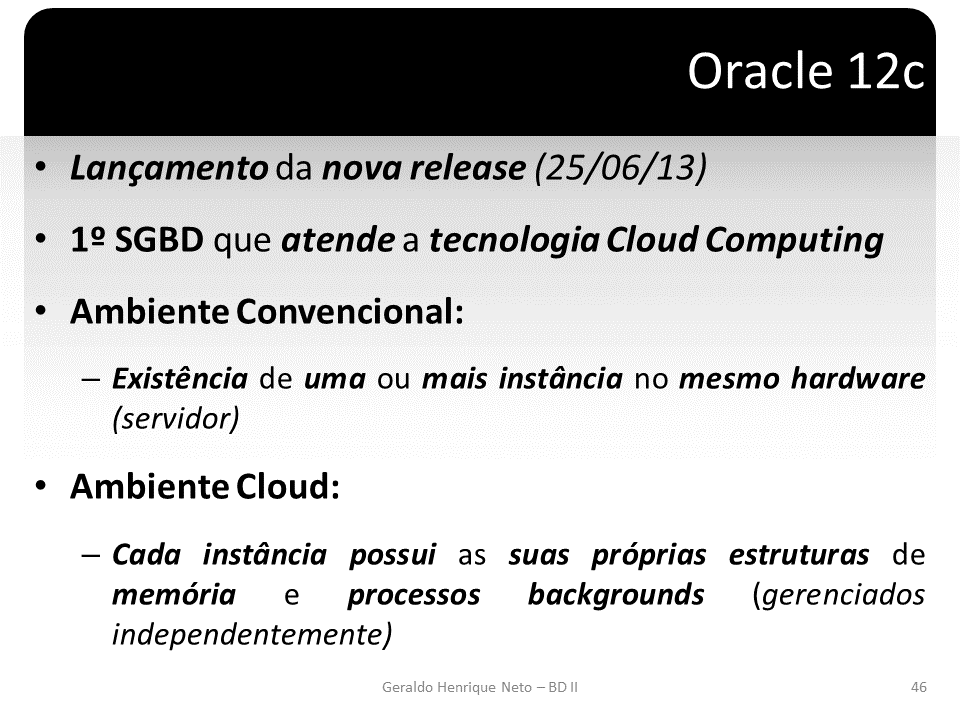 Oracle 12c
• Lançamento da nova release (25/06/13)
• 1º SGBD que atende a tecnologia Cloud Computing
• Ambiente Convencional:
– Existência de uma ou mais instância no mesmo hardware
(servidor)
• Ambiente Cloud:
– Cada instância possui as suas próprias estruturas de
memória e processos backgrounds (gerenciados
independentemente)
Geraldo Henrique Neto – BD II
46